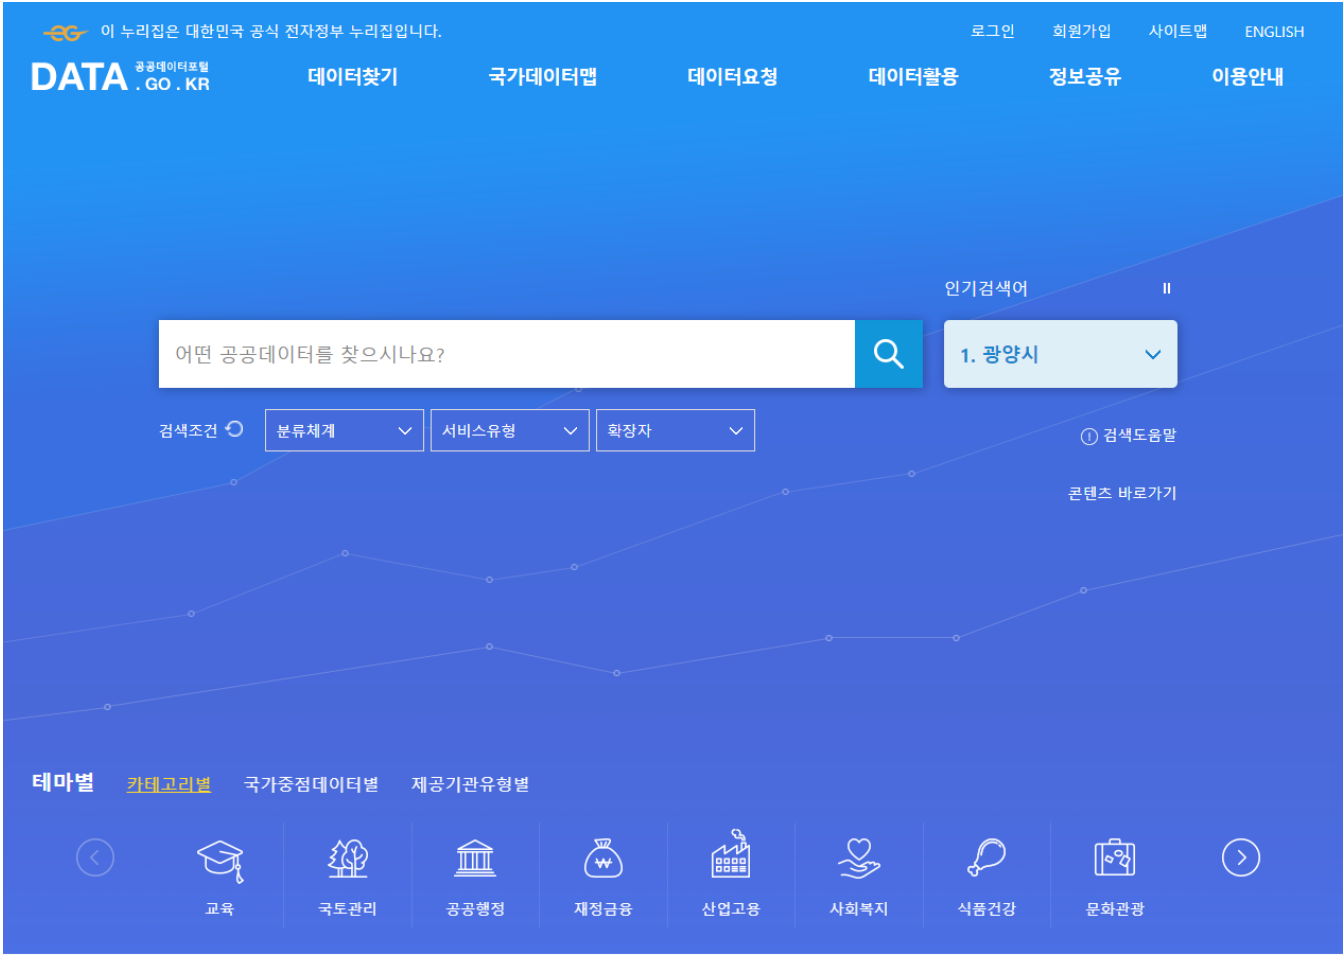 이 누리집은 대한민국 공식 전자정부 누리집입니다.
로그인 회원가입 사이트맵 ENGLISH
DATA 공공데이터포털 . GO . KR
데이터찾기 국가데이터맵 데이터요청 데이터활용 정보공유 이용안내
인기검색어
어떤 공공데이터를 찾으시나요?
1. 광양시
검색조건 분류체계 서비스유형 확장자
검색도움말
콘텐츠 바로가기
테마별 카테고리별 국가중점데이터별 제공기관유형별
교육 국토관리 공공행정 재정금융 산업고용 사회복지 식품건강 문화관광